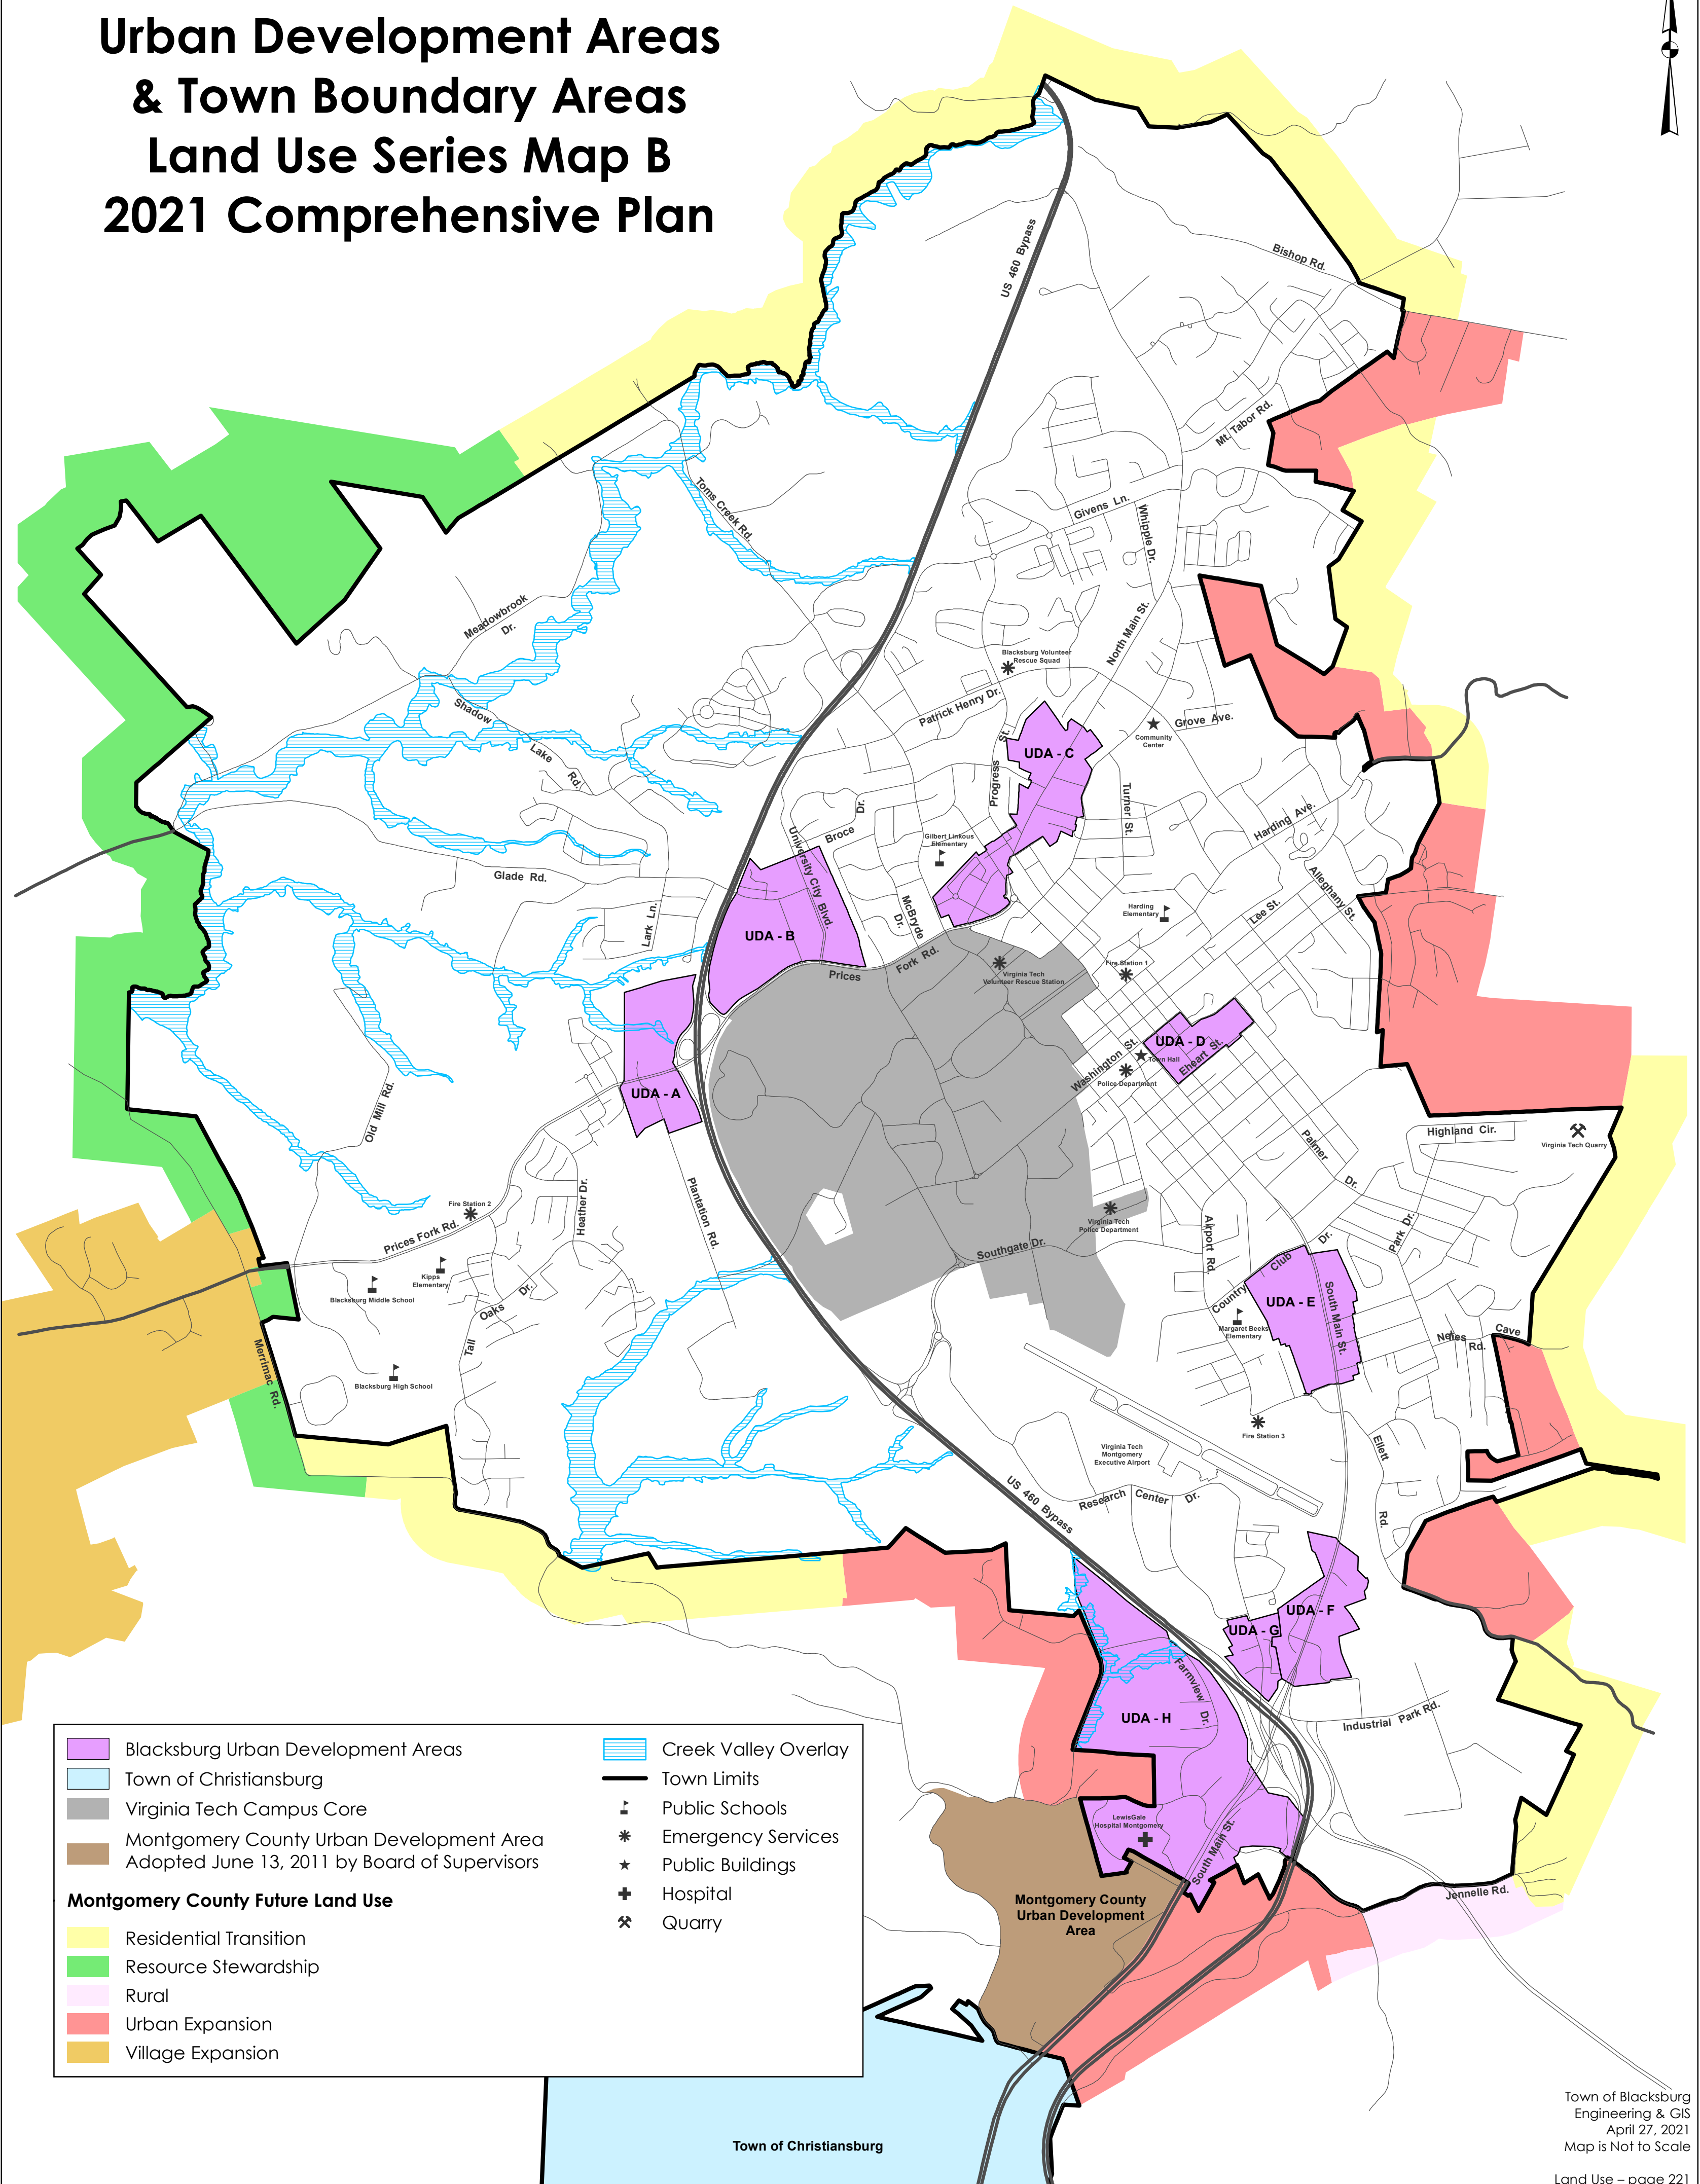 Urban Development Areas
& Town Boundary Areas
Land Use Series Map B
2021 Comprehensive Plan
US 460 Bypass
Bishop Rd.
Mt. Tabor Rd.
Toms Creek Rd.
Givens Ln.
Whipple Dr.
Meadowbrook
Dr.
North Main St.
Blacksburg Volunteer
Rescue Squad
Patrick Henry Dr.
Shadow
Lake
Rd.
Grove Ave.
Community
Center
St.
Progress
UDA - C
Turner St.
Harding Ave.
Broce
Dr.
University City Blvd.
Gilbert Linkous
Elementary
Glade Rd.
Lark Ln.
McBryde
Dr.
Alleghany St.
Lee St.
Harding
Elementary
UDA - B
Prices
Fork Rd.
Virginia Tech
Volunteer Rescue Station
Fire Station 1
UDA - D
Eheart St.
Washington St.
Town Hall
Police Department
UDA - A
Old Mill Rd.
Highland Cir.
Virginia Tech Quarry
Palmer
Dr.
Plantation Rd.
Heather Dr.
Fire Station 2
Prices Fork Rd.
Virginia Tech
Police Department
Airport Rd.
Park Dr.
Southgate Dr.
Country
Club
Dr.
Kipps
Elementary
Blacksburg Middle School
Oaks
Dr.
Tall
UDA - E
South Main St.
Margaret Beeks
Elementary
Nellies
Cave
Rd.
Merrimac Rd.
Blacksburg High School
Fire Station 3
Ellett
Rd.
Virginia Tech
Montgomery
Executive Airport
US 460 Bypass
Research
Center
Dr.
UDA - F
UDA - G
Farmview
Dr.
UDA - H
Industrial Park Rd.
LewisGale
Hospital Montgomery
South Main St.
Jennelle Rd.
Montgomery County
Urban Development
Area
Blacksburg Urban Development Areas
Town of Christiansburg
Virginia Tech Campus Core
Montgomery County Urban Development Area
Adopted June 13, 2011 by Board of Supervisors
Montgomery County Future Land Use
Residential Transition
Resource Stewardship
Rural
Urban Expansion
Village Expansion
Creek Valley Overlay
Town Limits
Public Schools
Emergency Services
Public Buildings
Hospital
Quarry
Town of Christiansburg
Town of Blacksburg
Engineering & GIS
April 27, 2021
Map is Not to Scale
Land Use – page 221